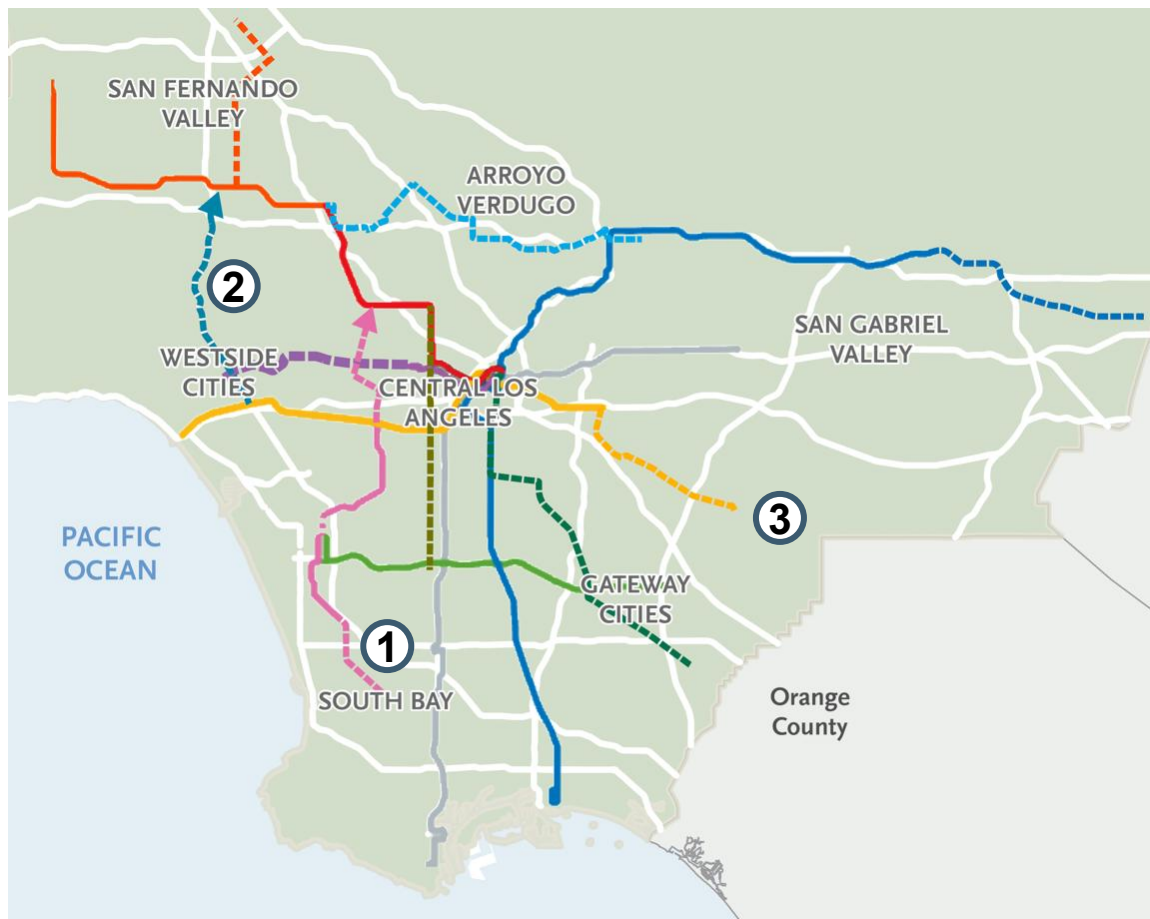 SAN FERNANDO
VALLEY
ARROYO
VERDUGO
2
SAN GABRIEL
VALLEY
WESTSIDE
CITIES
CENTRAL LOS
ANGELES
3
PACIFIC
OCEAN
GATEWAY
CITIES
1
SOUTH BAY
Orange
County